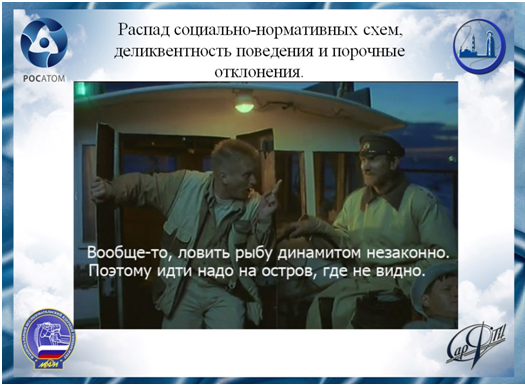 Распад социально-нормативных схем,
деликвентность поведения и порочные
отклонения.
РОСАТОМ
Вообще-то, ловить рыбу динамитом незаконно.
Поэтому идти надо на остров, где не видно.
СарФТИ